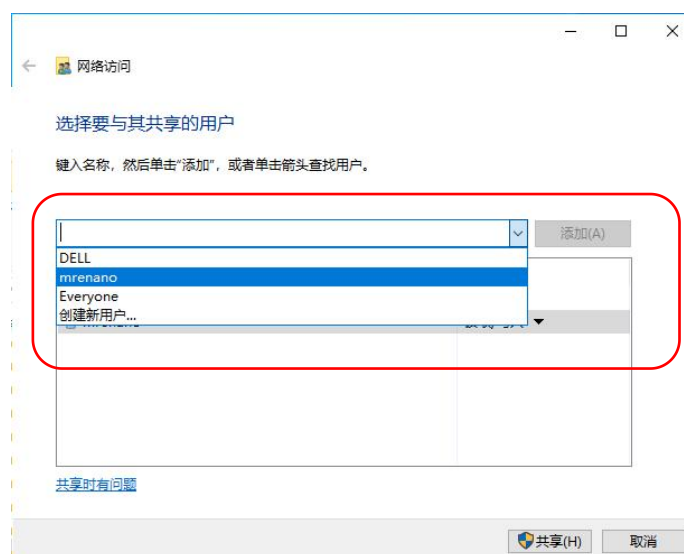 网络访问
选择要与其共享的用户
键入名称，然后单击“添加”，或者单击箭头查找用户。
添加(A)
DELL
mrenano
Everyone
创建新用户...
共享时有问题
共享(H)
取消